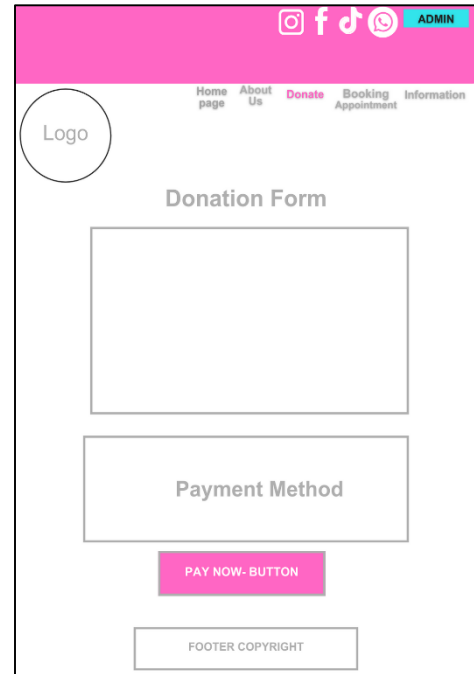 ADMIN
Home page
About Us
Donate
Booking Appointment
Information
Logo
Donation Form
Payment Method
PAY NOW- BUTTON
FOOTER COPYRIGHT